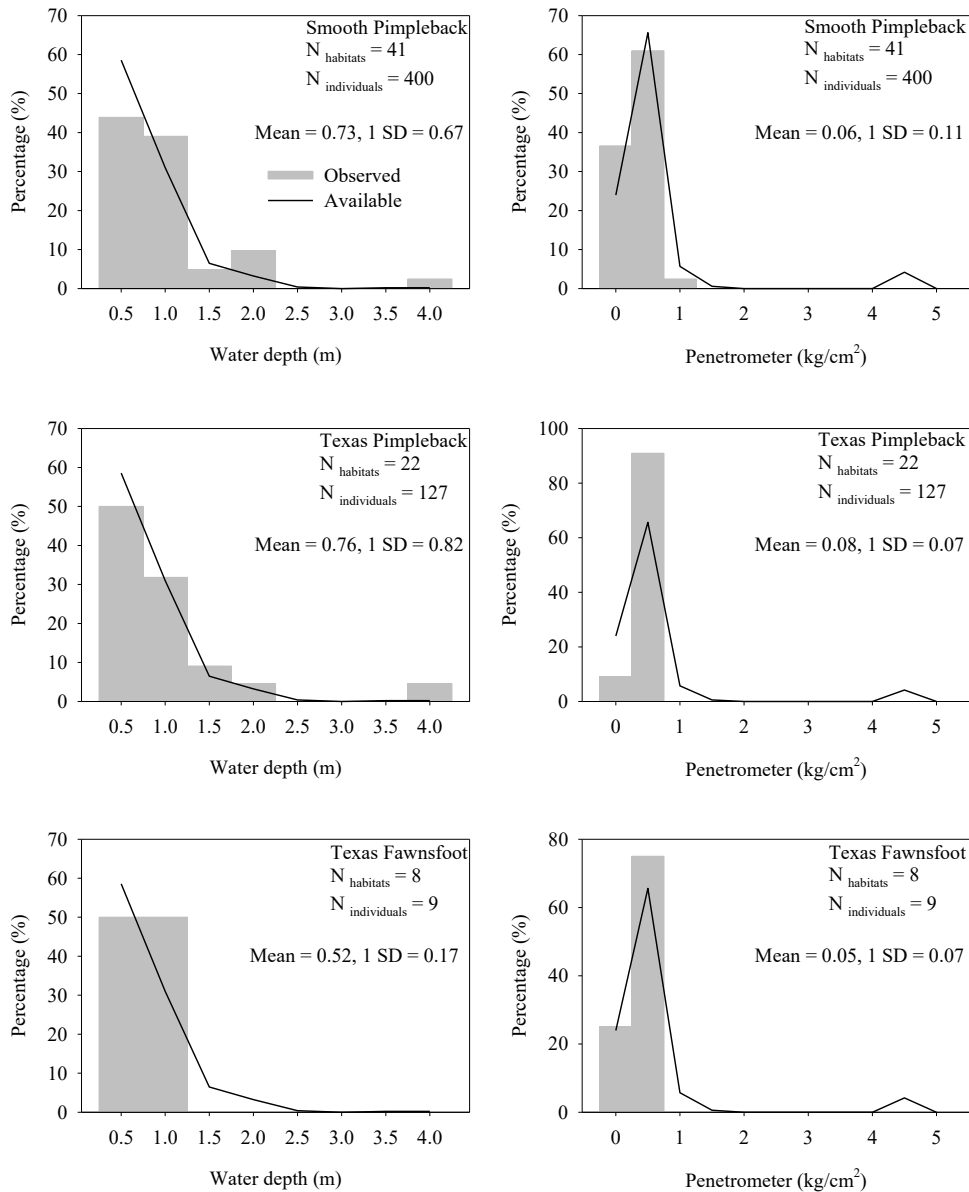 70
60
50
40
30
20
10
0
Percentage (%)
Smooth Pimpleback
N habitats = 41
N individuals = 400
Mean = 0.73, 1 SD = 0.67
Observed
Available
0.5 1.0 1.5 2.0 2.5 3.0 3.5 4.0
Water depth (m)
70
60
50
40
30
20
10
0
Percentage (%)
Smooth Pimpleback
N habitats = 41
N individuals = 400
Mean = 0.06, 1 SD = 0.11
0 1 2 3 4 5
Penetrometer (kg/cm²)
70
60
50
40
30
20
10
0
Percentage (%)
Texas Pimpleback
N habitats = 22
N individuals = 127
Mean = 0.76, 1 SD = 0.82
0.5 1.0 1.5 2.0 2.5 3.0 3.5 4.0
Water depth (m)
100
80
60
40
20
0
Percentage (%)
Texas Pimpleback
N habitats = 22
N individuals = 127
Mean = 0.08, 1 SD = 0.07
0 1 2 3 4 5
Penetrometer (kg/cm²)
70
60
50
40
30
20
10
0
Percentage (%)
Texas Fawnsfoot
N habitats = 8
N individuals = 9
Mean = 0.52, 1 SD = 0.17
0.5 1.0 1.5 2.0 2.5 3.0 3.5 4.0
Water depth (m)
80
60
40
20
0
Percentage (%)
Texas Fawnsfoot
N habitats = 8
N individuals = 9
Mean = 0.05, 1 SD = 0.07
0 1 2 3 4 5
Penetrometer (kg/cm²)